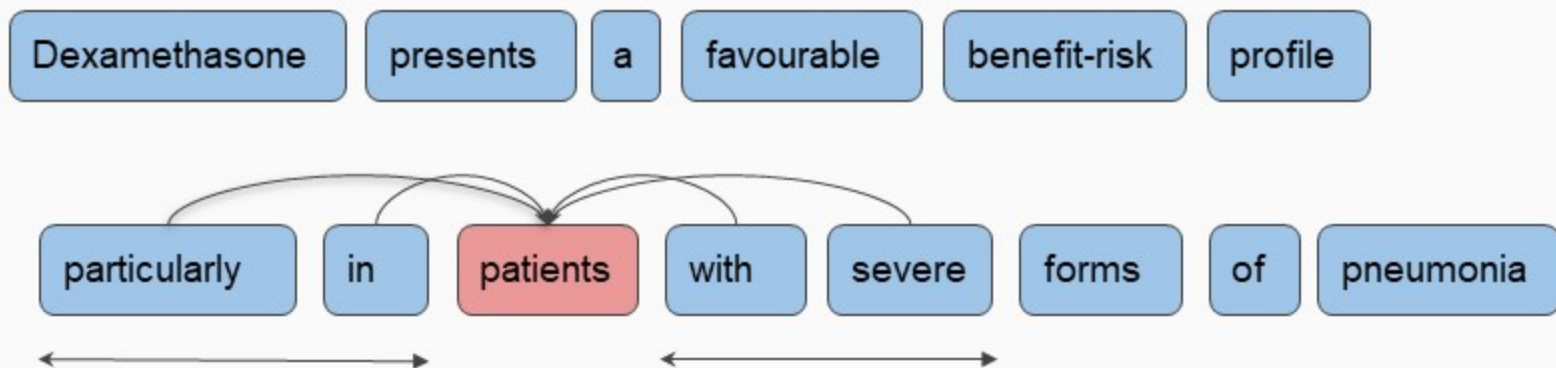 Dexamethasone presents a favourable benefit-risk profile
particularly in patients with severe forms of pneumonia